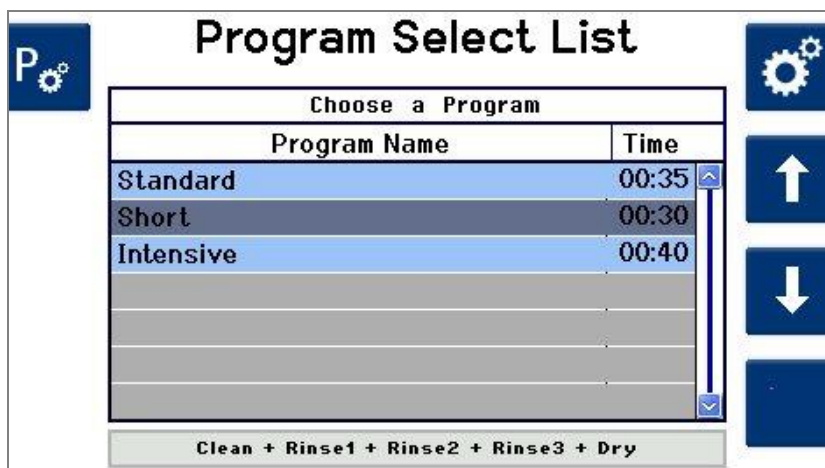 Program Select List
P
Choose a Program
Program Name Time
Standard 00:35
Short 00:30
Intensive 00:40
Clean + Rinse1 + Rinse2 + Rinse3 + Dry